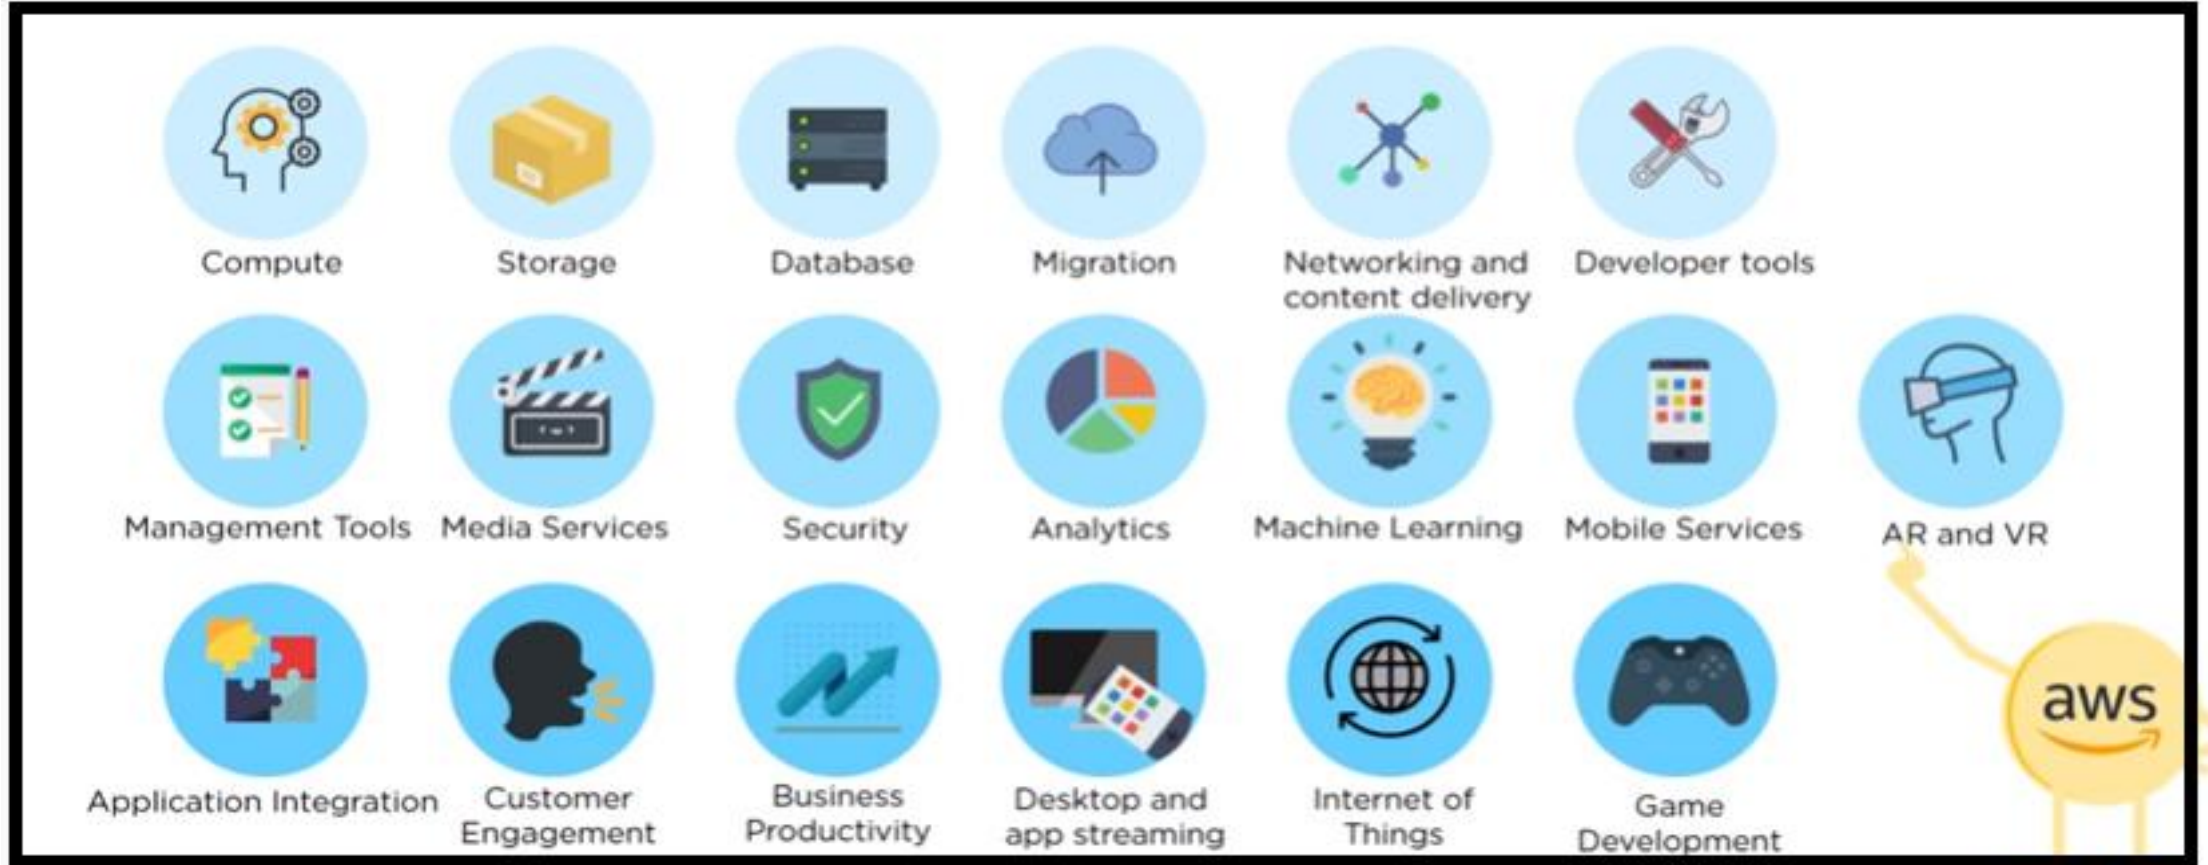 Compute
Storage
Database
Migration
Networking and
content delivery
Developer tools
Management Tools
Media Services
Security
Analytics
Machine Learning
Mobile Services
AR and VR
Application Integration
Customer
Engagement
Business
Productivity
Desktop and
app streaming
Internet of
Things
Game
Development
aws